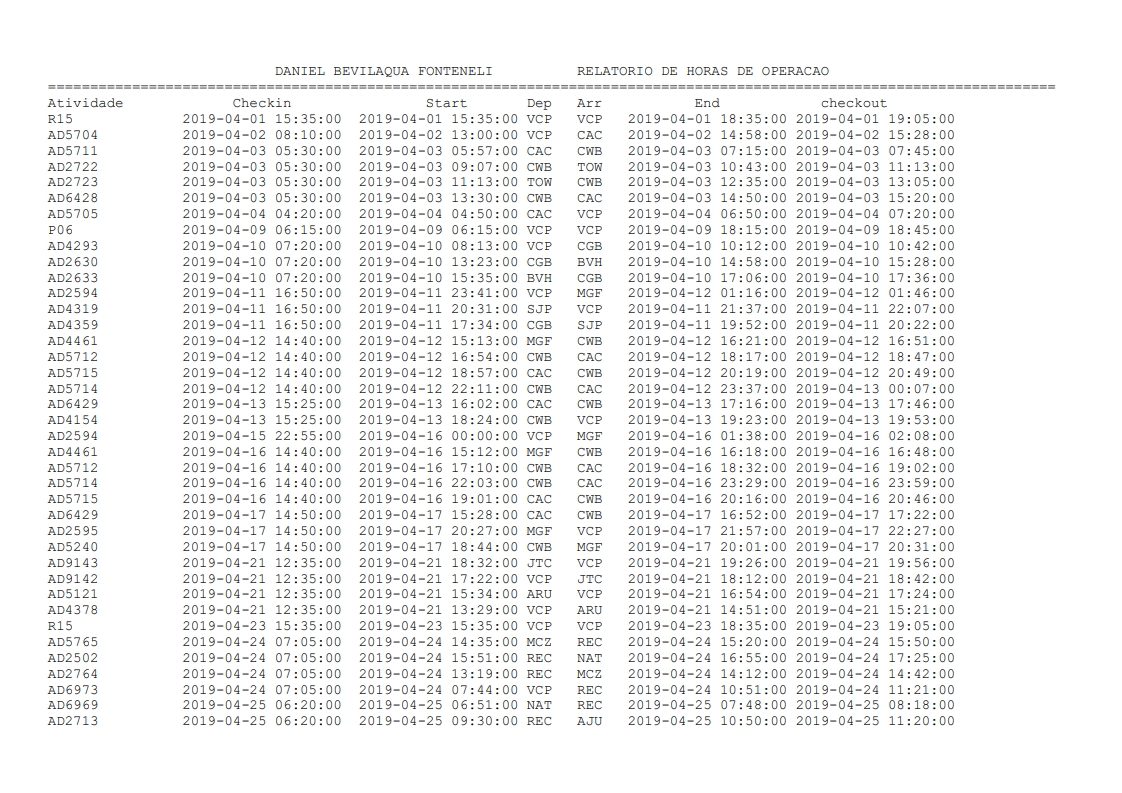 DANIEL BEVILAQUA FONTENELI RELATORIO DE HORAS DE OPERACAO
========================================================================================================================
Atividade Checkin Start Dep Arr End checkout
R15 2019-04-01 15:35:00 2019-04-01 15:35:00 VCP VCP 2019-04-01 18:35:00 2019-04-01 19:05:00
AD5704 2019-04-02 08:10:00 2019-04-02 13:00:00 VCP CAC 2019-04-02 14:58:00 2019-04-02 15:28:00
AD5711 2019-04-03 05:30:00 2019-04-03 05:57:00 CAC CWB 2019-04-03 07:15:00 2019-04-03 07:45:00
AD2722 2019-04-03 05:30:00 2019-04-03 09:07:00 CWB TOW 2019-04-03 10:43:00 2019-04-03 11:13:00
AD2723 2019-04-03 05:30:00 2019-04-03 11:13:00 TOW CWB 2019-04-03 12:35:00 2019-04-03 13:05:00
AD6428 2019-04-03 05:30:00 2019-04-03 13:30:00 CWB CAC 2019-04-03 14:50:00 2019-04-03 15:20:00
AD5705 2019-04-04 04:20:00 2019-04-04 04:50:00 CAC VCP 2019-04-04 06:50:00 2019-04-04 07:20:00
P06 2019-04-09 06:15:00 2019-04-09 06:15:00 VCP VCP 2019-04-09 18:15:00 2019-04-09 18:45:00
AD4293 2019-04-10 07:20:00 2019-04-10 08:13:00 VCP CGB 2019-04-10 10:12:00 2019-04-10 10:42:00
AD2630 2019-04-10 07:20:00 2019-04-10 13:23:00 CGB BVH 2019-04-10 14:58:00 2019-04-10 15:28:00
AD2633 2019-04-10 07:20:00 2019-04-10 15:35:00 BVH CGB 2019-04-10 17:06:00 2019-04-10 17:36:00
AD2594 2019-04-11 16:50:00 2019-04-11 23:41:00 VCP MGF 2019-04-12 01:16:00 2019-04-12 01:46:00
AD4319 2019-04-11 16:50:00 2019-04-11 20:31:00 SJP VCP 2019-04-11 21:37:00 2019-04-11 22:07:00
AD4359 2019-04-11 16:50:00 2019-04-11 17:34:00 CGB SJP 2019-04-11 19:52:00 2019-04-11 20:22:00
AD4461 2019-04-12 14:40:00 2019-04-12 15:13:00 MGF CWB 2019-04-12 16:21:00 2019-04-12 16:51:00
AD5712 2019-04-12 14:40:00 2019-04-12 16:54:00 CWB CAC 2019-04-12 18:17:00 2019-04-12 18:47:00
AD5715 2019-04-12 14:40:00 2019-04-12 18:57:00 CAC CWB 2019-04-12 20:19:00 2019-04-12 20:49:00
AD5714 2019-04-12 14:40:00 2019-04-12 22:11:00 CWB CAC 2019-04-12 23:37:00 2019-04-13 00:07:00
AD6429 2019-04-13 15:25:00 2019-04-13 16:02:00 CAC CWB 2019-04-13 17:16:00 2019-04-13 17:46:00
AD4154 2019-04-13 15:25:00 2019-04-13 18:24:00 CWB VCP 2019-04-13 19:23:00 2019-04-13 19:53:00
AD2594 2019-04-15 22:55:00 2019-04-16 00:00:00 VCP MGF 2019-04-16 01:38:00 2019-04-16 02:08:00
AD4461 2019-04-16 14:40:00 2019-04-16 15:12:00 MGF CWB 2019-04-16 16:18:00 2019-04-16 16:48:00
AD5712 2019-04-16 14:40:00 2019-04-16 17:10:00 CWB CAC 2019-04-16 18:32:00 2019-04-16 19:02:00
AD5714 2019-04-16 14:40:00 2019-04-16 22:03:00 CWB CAC 2019-04-16 23:29:00 2019-04-16 23:59:00
AD5715 2019-04-16 14:40:00 2019-04-16 19:01:00 CAC CWB 2019-04-16 20:16:00 2019-04-16 20:46:00
AD6429 2019-04-17 14:50:00 2019-04-17 15:28:00 CAC CWB 2019-04-17 16:52:00 2019-04-17 17:22:00
AD2595 2019-04-17 14:50:00 2019-04-17 20:27:00 MGF VCP 2019-04-17 21:57:00 2019-04-17 22:27:00
AD5240 2019-04-17 14:50:00 2019-04-17 18:44:00 CWB MGF 2019-04-17 20:01:00 2019-04-17 20:31:00
AD9143 2019-04-21 12:35:00 2019-04-21 18:32:00 JTC VCP 2019-04-21 19:26:00 2019-04-21 19:56:00
AD9142 2019-04-21 12:35:00 2019-04-21 17:22:00 VCP JTC 2019-04-21 18:12:00 2019-04-21 18:42:00
AD5121 2019-04-21 12:35:00 2019-04-21 15:34:00 ARU VCP 2019-04-21 16:54:00 2019-04-21 17:24:00
AD4378 2019-04-21 12:35:00 2019-04-21 13:29:00 VCP ARU 2019-04-21 14:51:00 2019-04-21 15:21:00
R15 2019-04-23 15:35:00 2019-04-23 15:35:00 VCP VCP 2019-04-23 18:35:00 2019-04-23 19:05:00
AD5765 2019-04-24 07:05:00 2019-04-24 14:35:00 MCZ REC 2019-04-24 15:20:00 2019-04-24 15:50:00
AD2502 2019-04-24 07:05:00 2019-04-24 15:51:00 REC NAT 2019-04-24 16:55:00 2019-04-24 17:25:00
AD2764 2019-04-24 07:05:00 2019-04-24 13:19:00 REC MCZ 2019-04-24 14:12:00 2019-04-24 14:42:00
AD6973 2019-04-24 07:05:00 2019-04-24 07:44:00 VCP REC 2019-04-24 10:51:00 2019-04-24 11:21:00
AD6969 2019-04-25 06:20:00 2019-04-25 06:51:00 NAT REC 2019-04-25 07:48:00 2019-04-25 08:18:00
AD2713 2019-04-25 06:20:00 2019-04-25 09:30:00 REC AJU 2019-04-25 10:50:00 2019-04-25 11:20:00